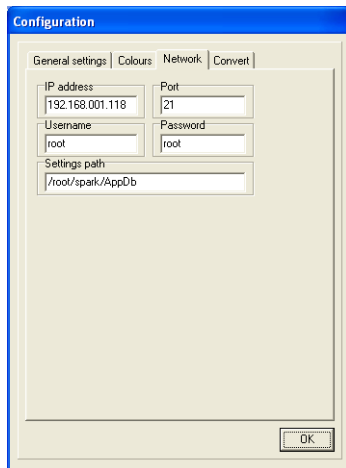 Configuration
General settings Colours Network Convert
IP address Port
192.168.001.118 21
Username Password
root root
Settings path
/root/spark/AppDb
OK